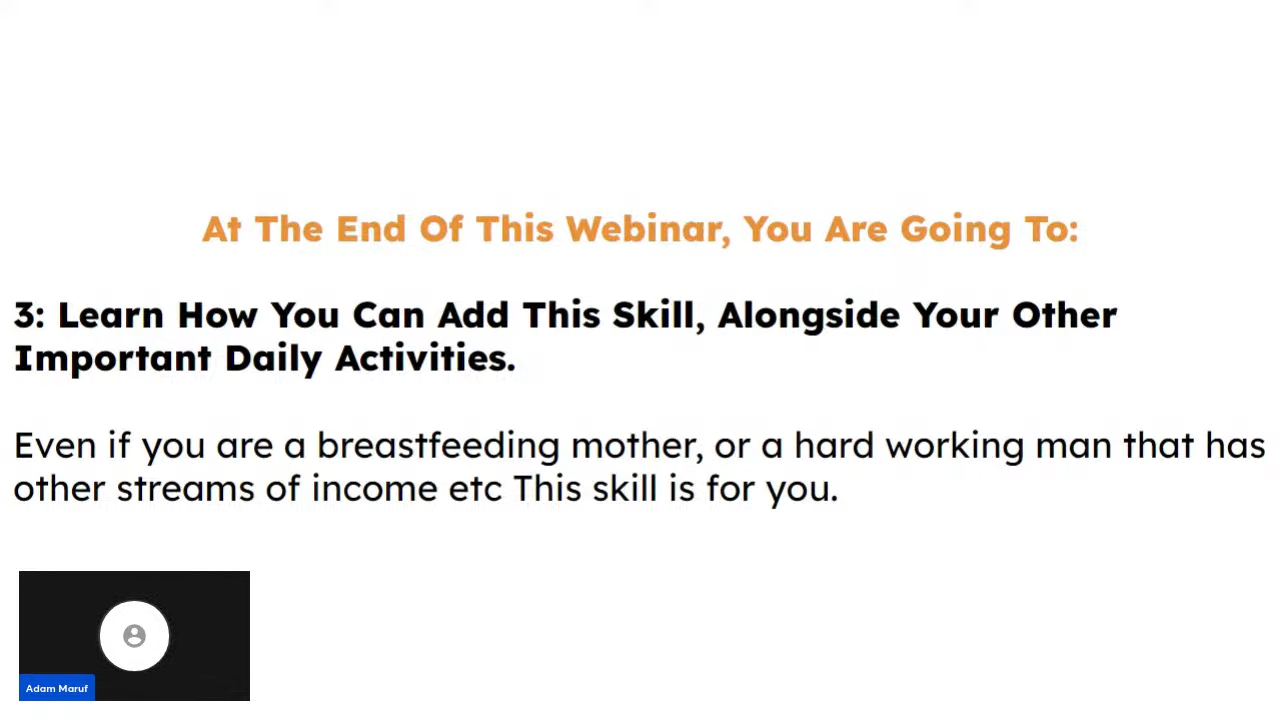 At The End Of This Webinar, You Are Going To:
3: Learn How You Can Add This Skill, Alongside Your Other
Important Daily Activities.
Even if you are a breastfeeding mother, or a hard working man that has
other streams of income etc This skill is for you.
Adam Maruf